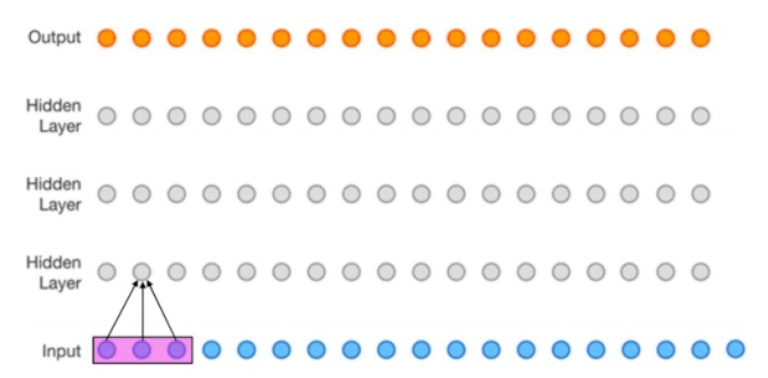 Output
Hidden
Layer
Hidden
Layer
Hidden
Layer
Input